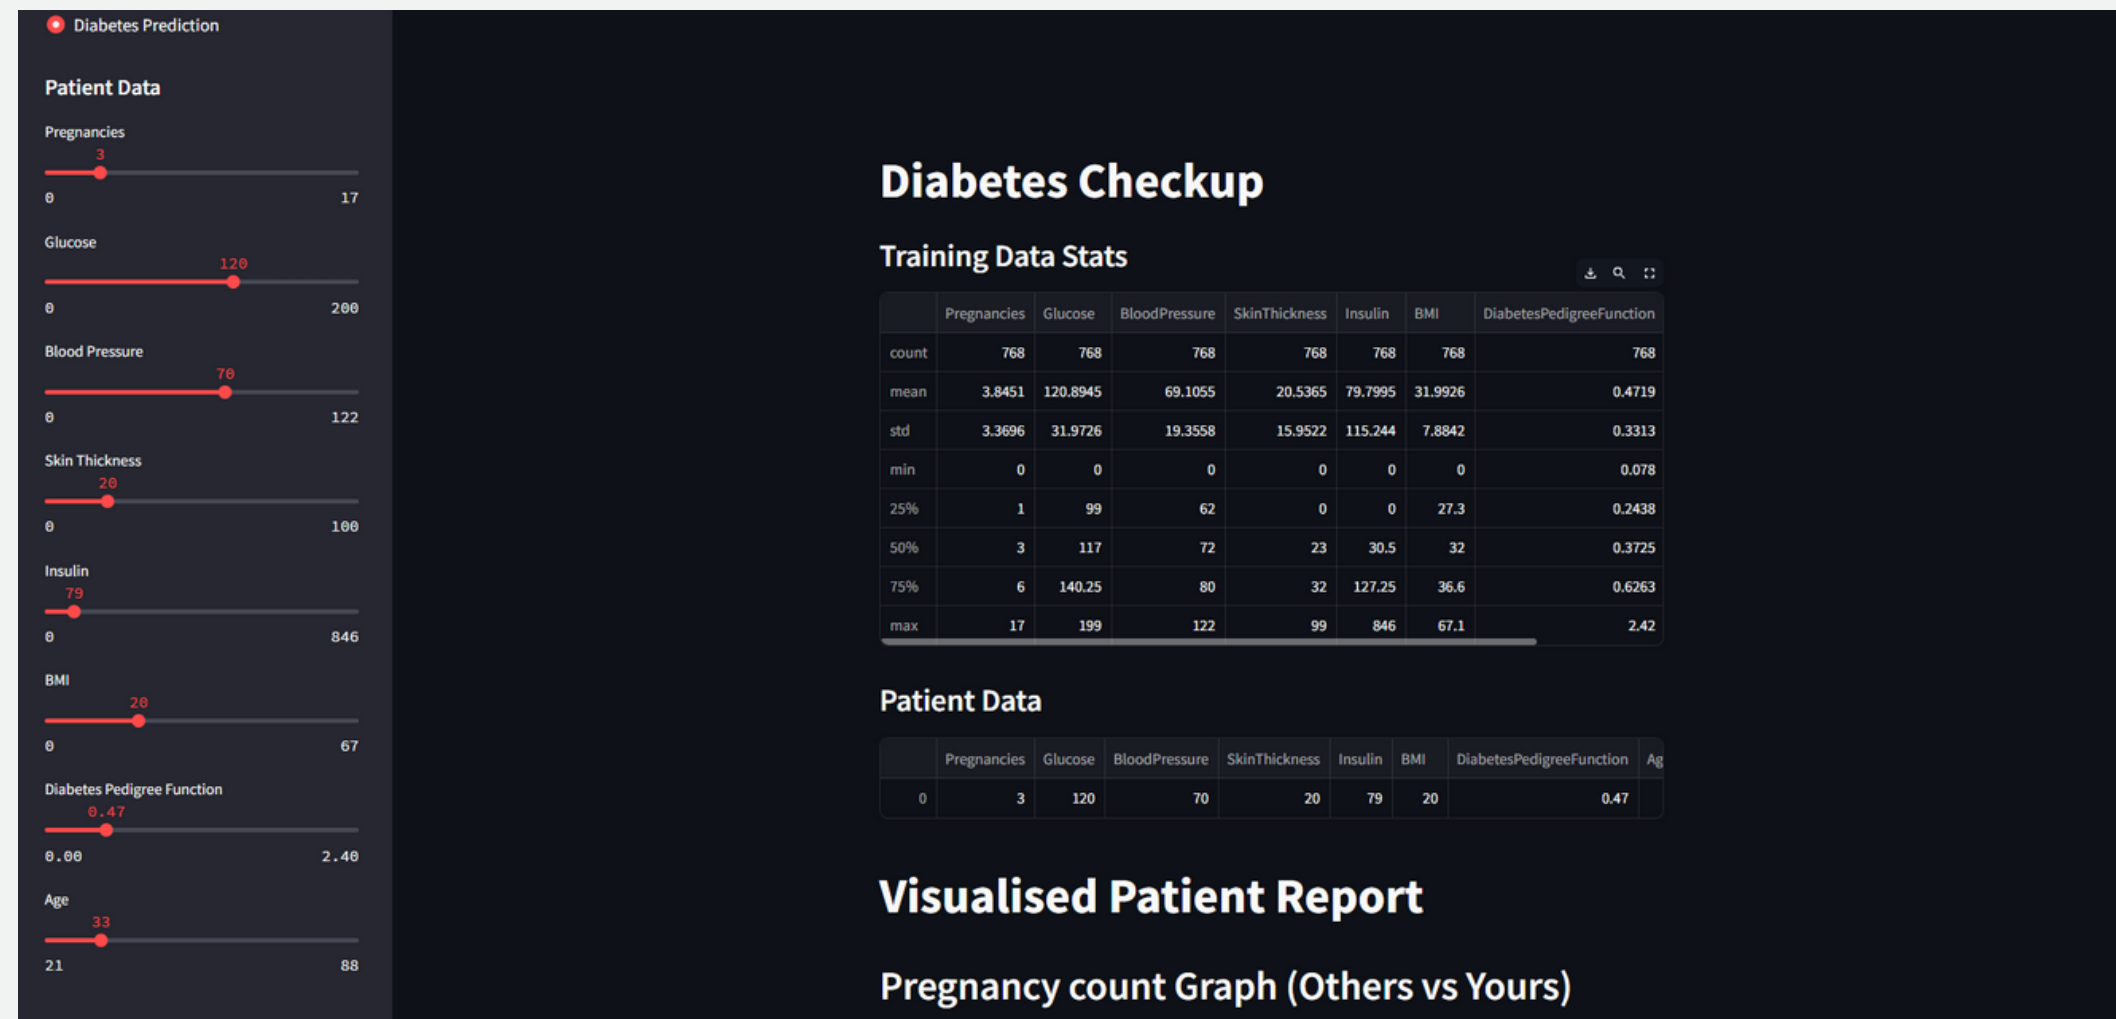 Diabetes Prediction
Patient Data
Pregnancies
3
0 17
Glucose
120
0 200
Blood Pressure
70
0 122
Skin Thickness
20
0 100
Insulin
79
0 846
BMI
20
0 67
Diabetes Pedigree Function
0.47
0.00 2.40
Age
33
21 88
Diabetes Checkup
Training Data Stats
Pregnancies Glucose BloodPressure SkinThickness Insulin BMI DiabetesPedigreeFunction
count 768 768 768 768 768 768 768
mean 3.8451 120.8945 69.1055 20.5365 79.7995 31.9926 0.4719
std 3.3696 31.9726 19.3558 15.9522 115.244 7.8842 0.3313
min 0 0 0 0 0 0 0.078
25% 1 99 62 0 0 27.3 0.2438
50% 3 117 72 23 30.5 32 0.3725
75% 6 140.25 80 32 127.25 36.6 0.6263
max 17 199 122 99 846 67.1 2.42
Patient Data
Pregnancies Glucose BloodPressure SkinThickness Insulin BMI DiabetesPedigreeFunction Ag
0 3 120 70 20 79 20 0.47
Visualised Patient Report
Pregnancy count Graph (Others vs Yours)